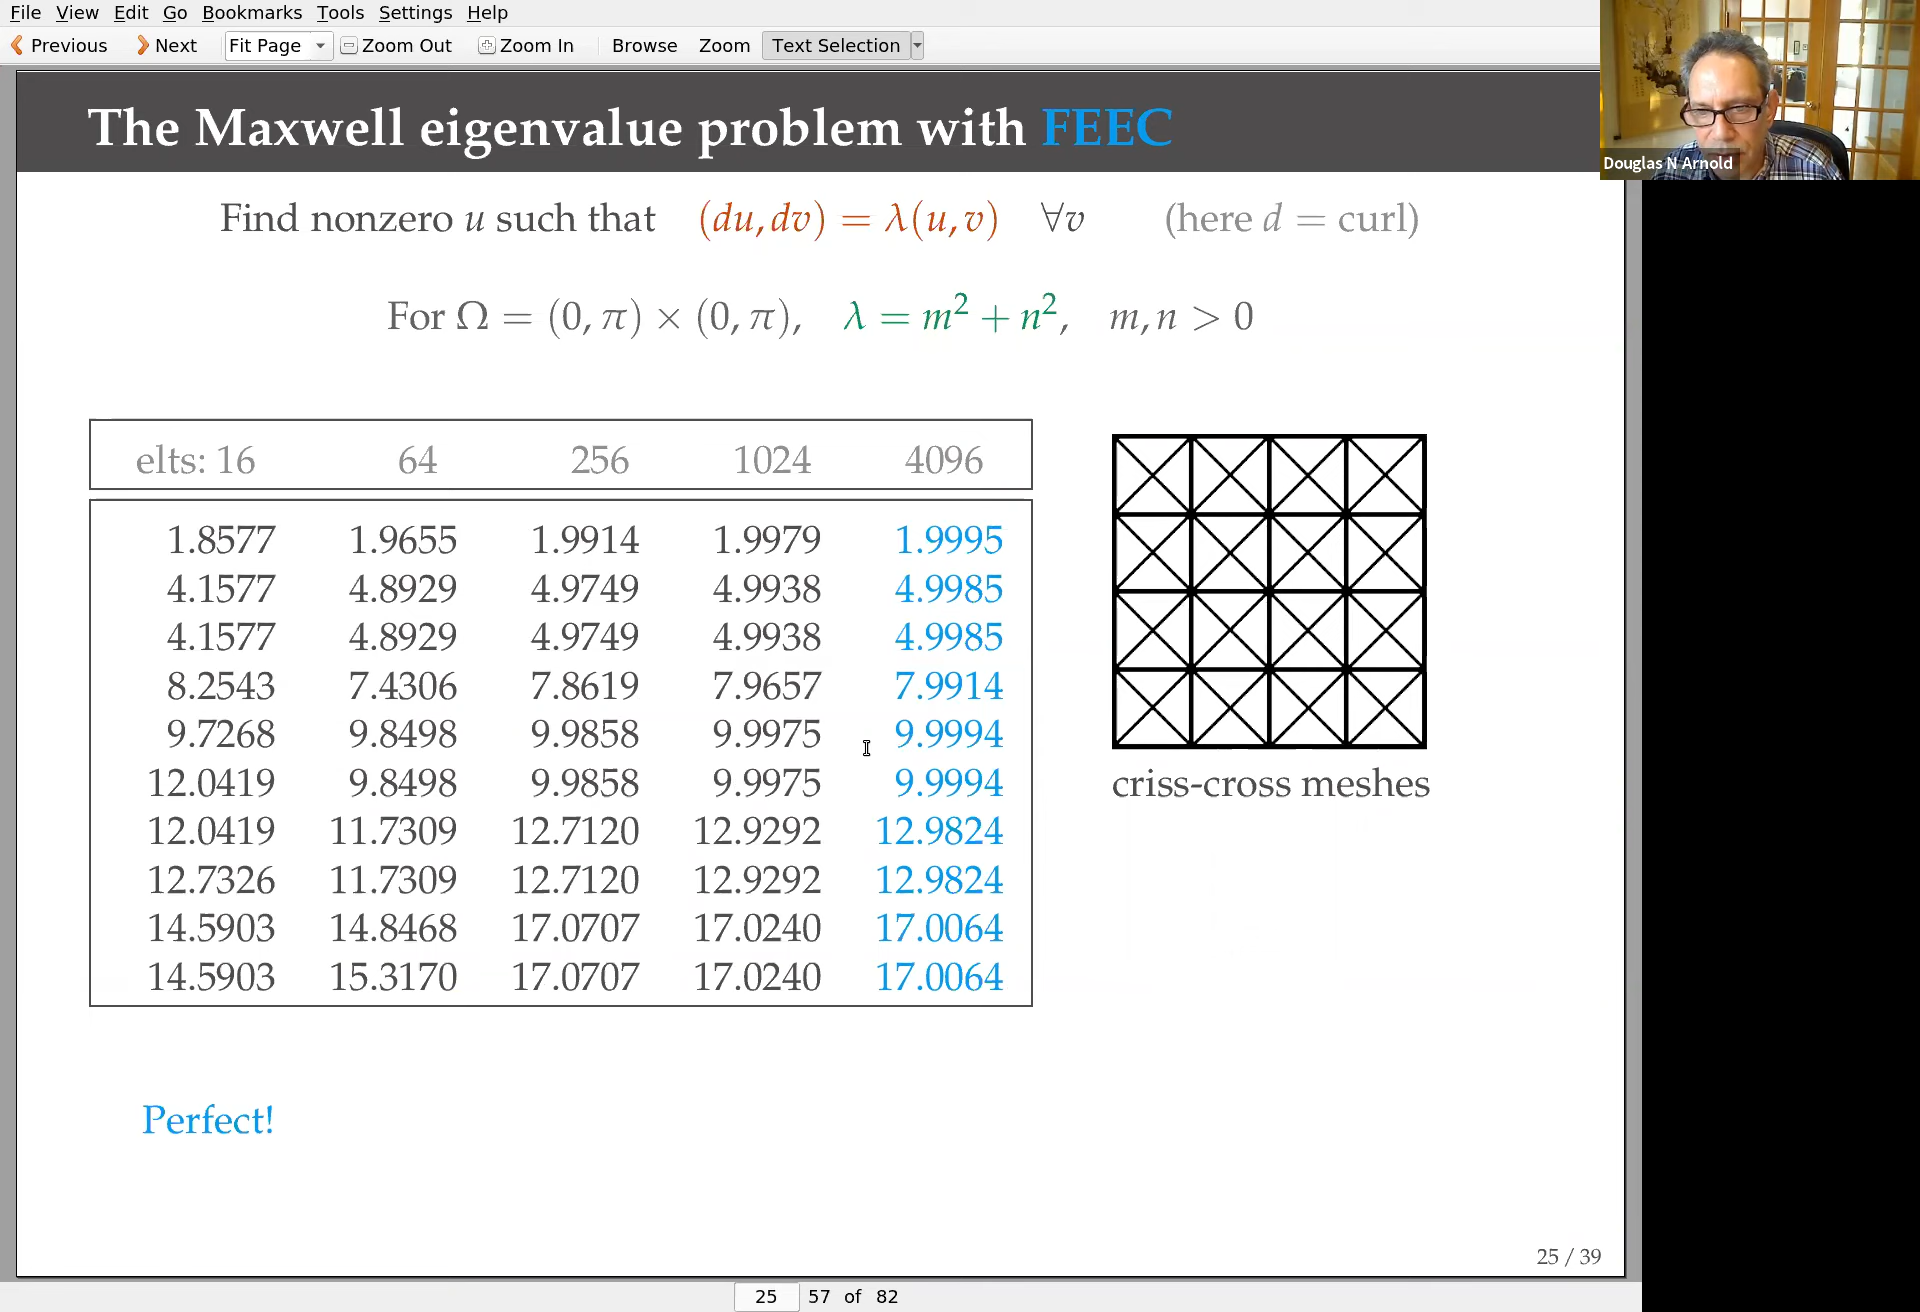 File View Edit Go Bookmarks Tools Settings Help
Previous Next Fit Page Zoom Out Zoom In Browse Zoom Text Selection
The Maxwell eigenvalue problem with FEEC
Douglas N Arnold
Find nonzero u such that (du, dv) = λ(u, v) ∀v (here d = curl)
For Ω = (0, π) × (0, π), λ = m² + n², m, n > 0
elts: 16 64 256 1024 4096
1.8577 1.9655 1.9914 1.9979 1.9995
4.1577 4.8929 4.9749 4.9938 4.9985
4.1577 4.8929 4.9749 4.9938 4.9985
8.2543 7.4306 7.8619 7.9657 7.9914
9.7268 9.8498 9.9858 9.9975 9.9994
12.0419 9.8498 9.9858 9.9975 9.9994
12.0419 11.7309 12.7120 12.9292 12.9824
12.7326 11.7309 12.7120 12.9292 12.9824
14.5903 14.8468 17.0707 17.0240 17.0064
14.5903 15.3170 17.0707 17.0240 17.0064
criss-cross meshes
Perfect!
25 / 39
25 57 of 82